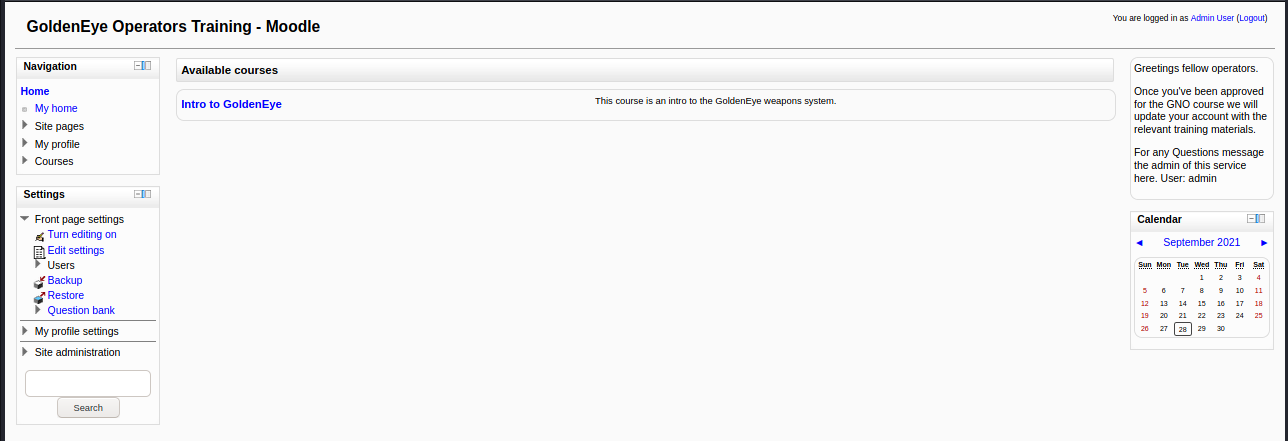 GoldenEye Operators Training - Moodle
You are logged in as Admin User (Logout)
Navigation
Home
My home
Site pages
My profile
Courses
Settings
Front page settings
Turn editing on
Edit settings
Users
Backup
Restore
Question bank
My profile settings
Site administration
Search
Available courses
Intro to GoldenEye
This course is an intro to the GoldenEye weapons system.
Greetings fellow operators.
Once you've been approved
for the GNO course we will
update your account with the
relevant training materials.
For any Questions message
the admin of this service
here. User: admin
Calendar
◄ September 2021 ►
Sun Mon Tue Wed Thu Fri Sat
1 2 3 4
5 6 7 8 9 10 11
12 13 14 15 16 17 18
19 20 21 22 23 24 25
26 27 28 29 30